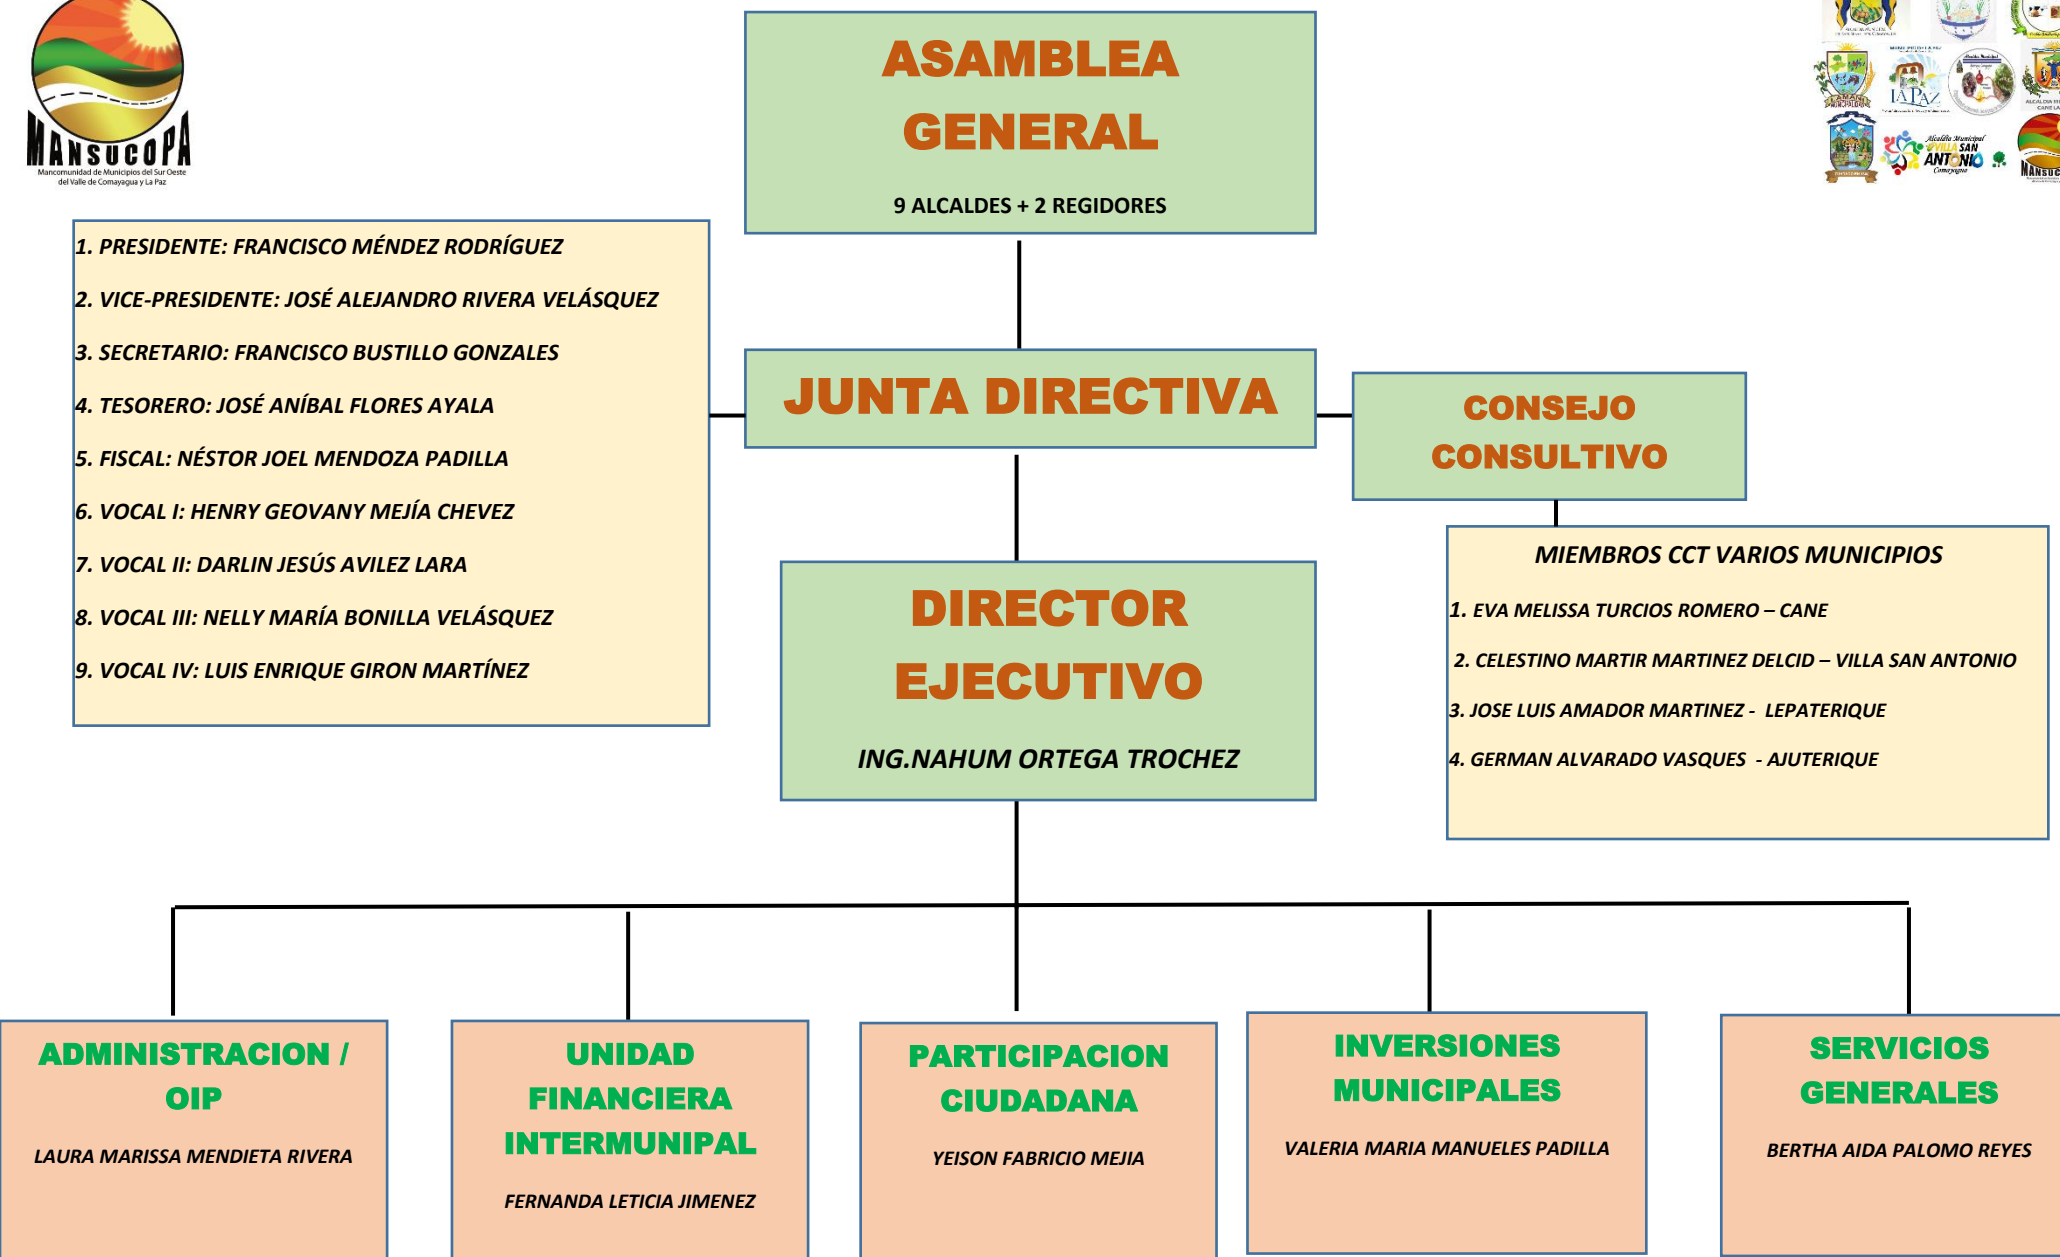 MANSUCOPA
Mancomunidad de Municipios del Sur Oeste
del Valle de Comayagua y La Paz
ASAMBLEA
GENERAL
9 ALCALDES + 2 REGIDORES
LA PAZ
Alcaldía Municipal
VILLA SAN
ANTONIO
Comayagua
1. PRESIDENTE: FRANCISCO MÉNDEZ RODRÍGUEZ
2. VICE-PRESIDENTE: JOSÉ ALEJANDRO RIVERA VELÁSQUEZ
3. SECRETARIO: FRANCISCO BUSTILLO GONZALES
4. TESORERO: JOSÉ ANÍBAL FLORES AYALA
5. FISCAL: NÉSTOR JOEL MENDOZA PADILLA
6. VOCAL I: HENRY GEOVANY MEJÍA CHEVEZ
7. VOCAL II: DARLIN JESÚS AVILEZ LARA
8. VOCAL III: NELLY MARÍA BONILLA VELÁSQUEZ
9. VOCAL IV: LUIS ENRIQUE GIRON MARTÍNEZ
JUNTA DIRECTIVA
CONSEJO
CONSULTIVO
MIEMBROS CCT VARIOS MUNICIPIOS
1. EVA MELISSA TURCIOS ROMERO – CANE
2. CELESTINO MARTIR MARTINEZ DELCID – VILLA SAN ANTONIO
3. JOSE LUIS AMADOR MARTINEZ - LEPATERIQUE
4. GERMAN ALVARADO VASQUES - AJUTERIQUE
DIRECTOR
EJECUTIVO
ING.NAHUM ORTEGA TROCHEZ
ADMINISTRACION /
OIP
LAURA MARISSA MENDIETA RIVERA
UNIDAD
FINANCIERA
INTERMUNIPAL
FERNANDA LETICIA JIMENEZ
PARTICIPACION
CIUDADANA
YEISON FABRICIO MEJIA
INVERSIONES
MUNICIPALES
VALERIA MARIA MANUELES PADILLA
SERVICIOS
GENERALES
BERTHA AIDA PALOMO REYES